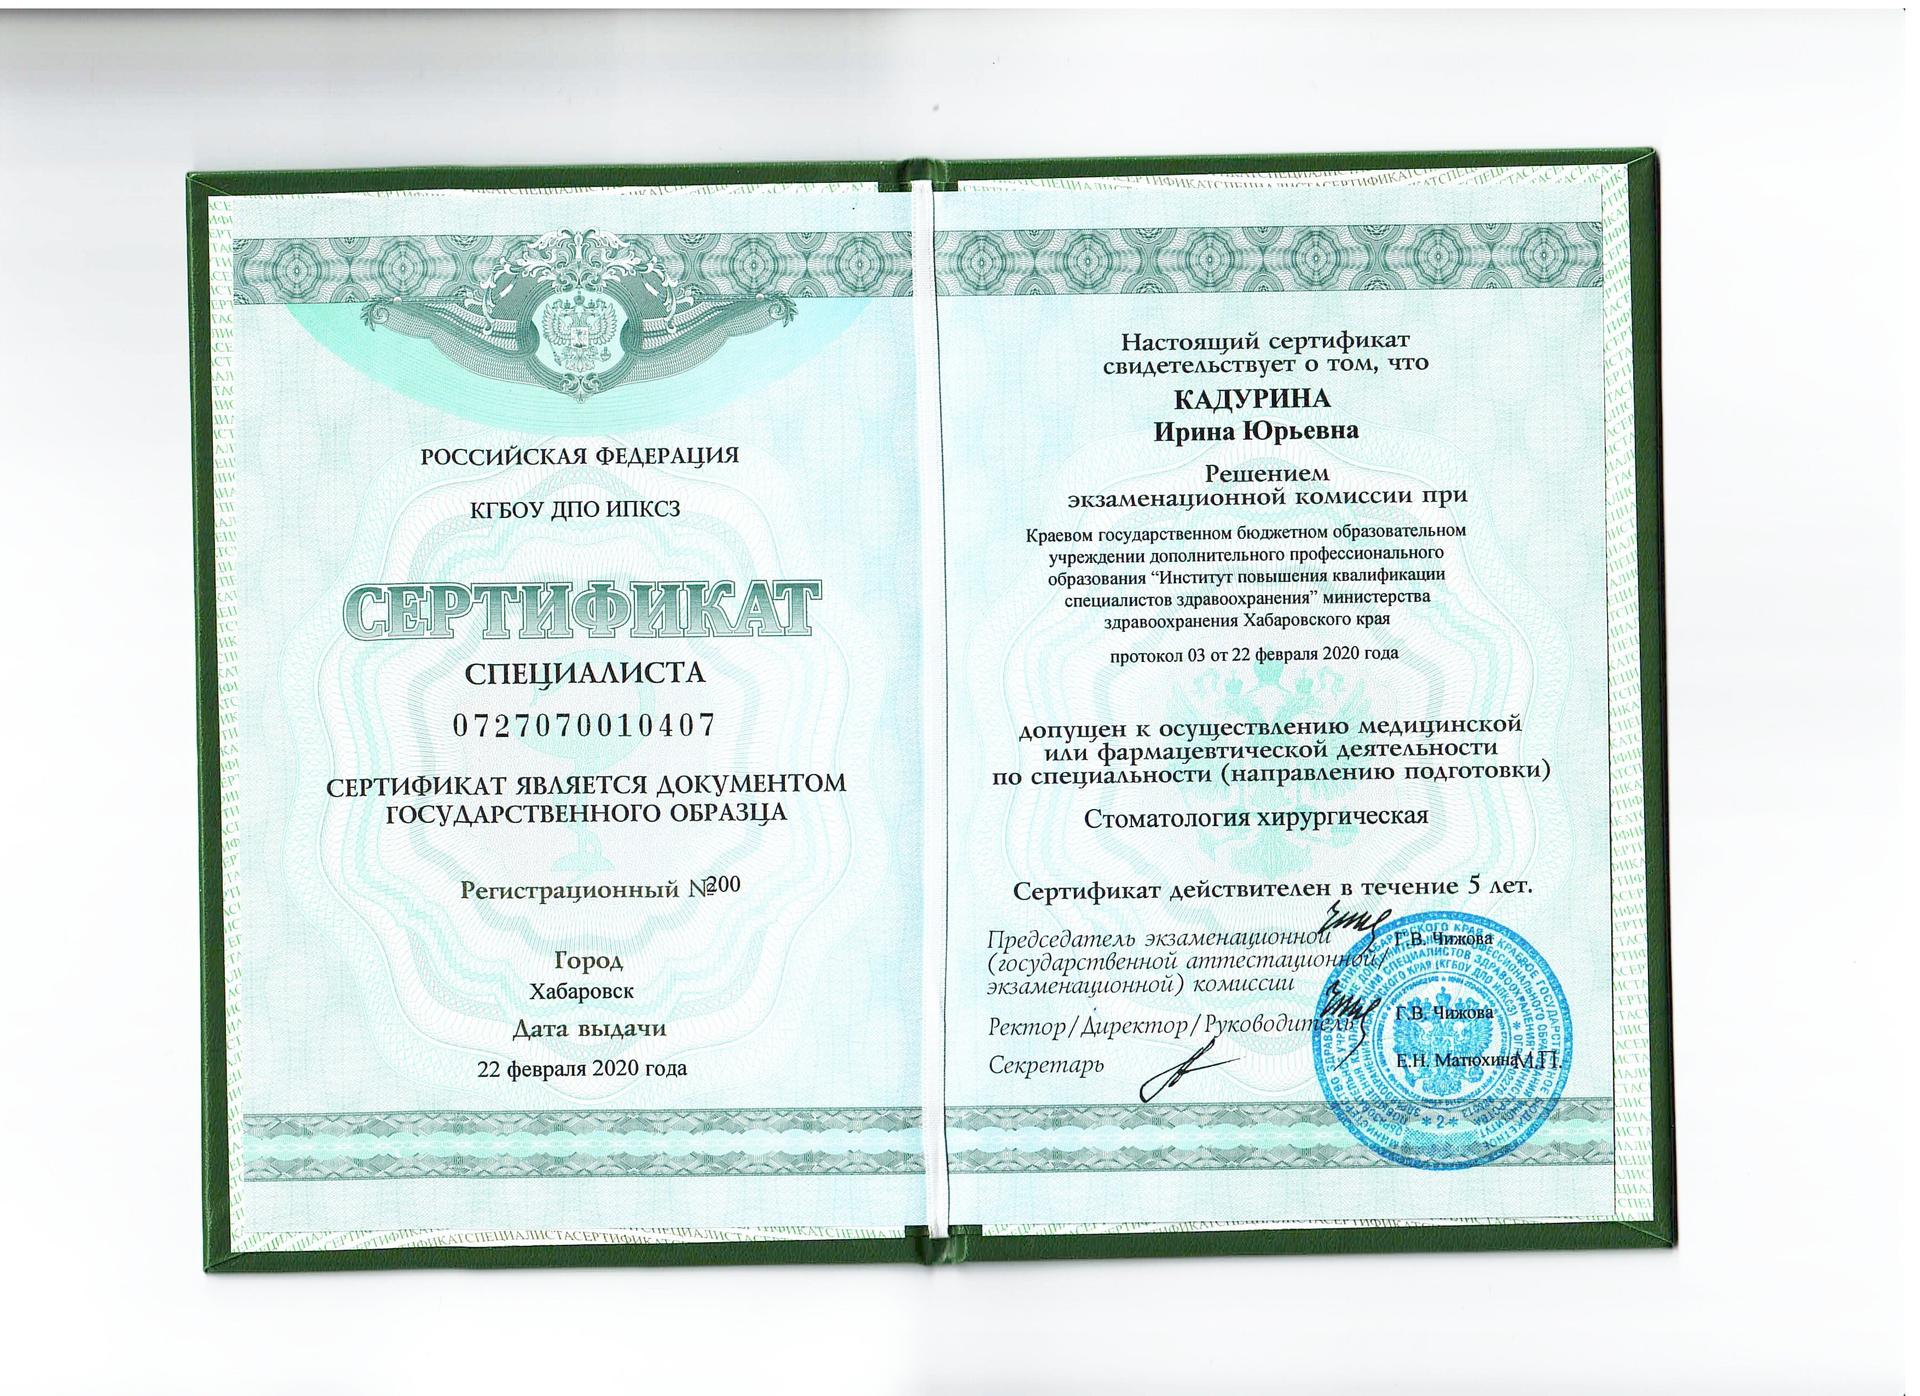 РОССИЙСКАЯ ФЕДЕРАЦИЯ
КГБОУ ДПО ИПКСЗ
СЕРТИФИКАТ
СПЕЦИАЛИСТА
0727070010407
СЕРТИФИКАТ ЯВЛЯЕТСЯ ДОКУМЕНТОМ
ГОСУДАРСТВЕННОГО ОБРАЗЦА
Регистрационный №200
Город
Хабаровск
Дата выдачи
22 февраля 2020 года
Настоящий сертификат
свидетельствует о том, что
КАДУРИНА
Ирина Юрьевна
Решением
экзаменационной комиссии при
Краевом государственном бюджетном образовательном
учреждении дополнительного профессионального
образования “Институт повышения квалификации
специалистов здравоохранения” министерства
здравоохранения Хабаровского края
протокол 03 от 22 февраля 2020 года
допущен к осуществлению медицинской
или фармацевтической деятельности
по специальности (направлению подготовки)
Стоматология хирургическая
Сертификат действителен в течение 5 лет.
Председатель экзаменационной Г.В. Чижова
(государственной аттестационной/
экзаменационной) комиссии
Ректор/Директор/Руководитель Г.В. Чижова
Секретарь Е.Н. Матюхина М.П.